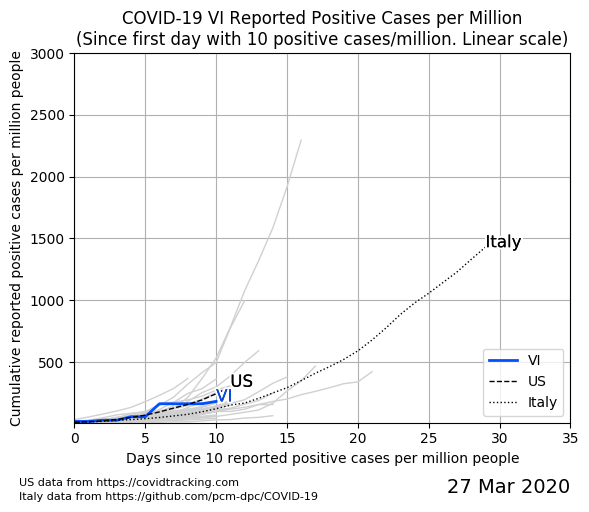 COVID-19 VI Reported Positive Cases per Million
(Since first day with 10 positive cases/million. Linear scale)
Cumulative reported positive cases per million people
3000
2500
2000
1500
1000
500
Italy
US
VI
VI
US
Italy
0 5 10 15 20 25 30 35
Days since 10 reported positive cases per million people
US data from https://covidtracking.com
Italy data from https://github.com/pcm-dpc/COVID-19
27 Mar 2020